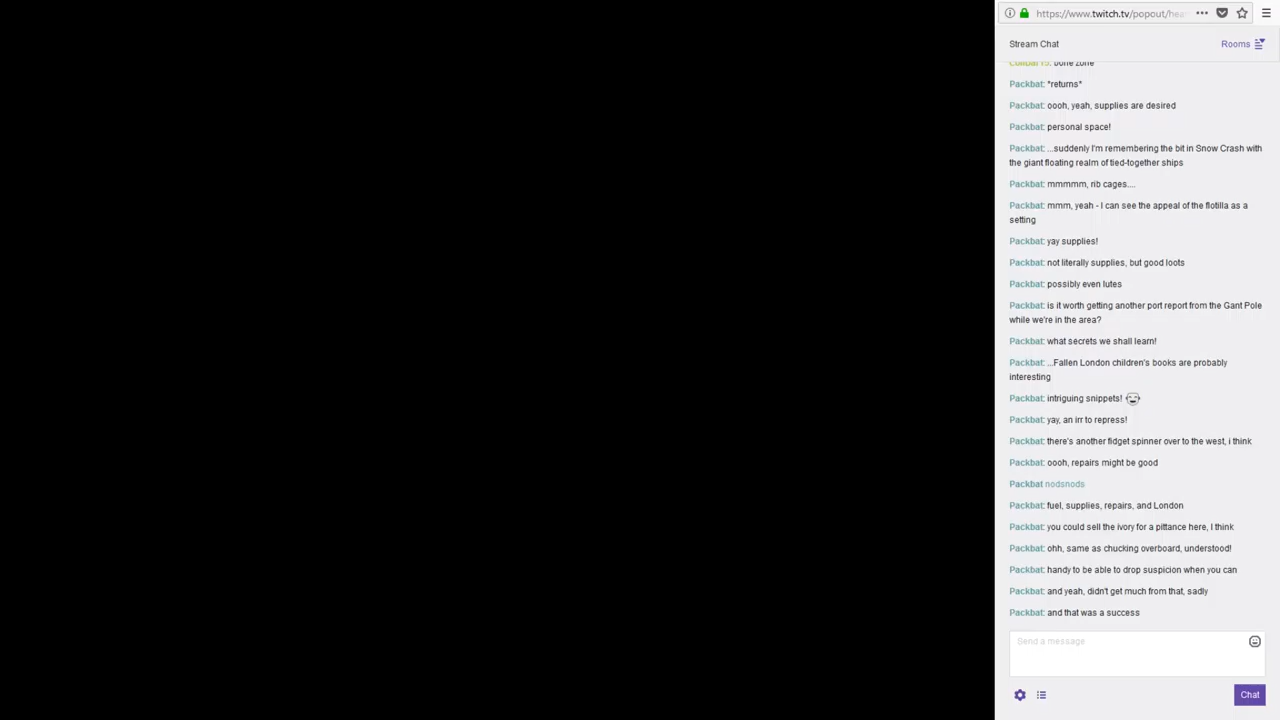 https://www.twitch.tv/popout/hea
Stream Chat
Rooms
bone zone
Packbat: *returns*
Packbat: oooh, yeah, supplies are desired
Packbat: personal space!
Packbat: ...suddenly I'm remembering the bit in Snow Crash with
the giant floating realm of tied-together ships
Packbat: mmmmm, rib cages....
Packbat: mmm, yeah - I can see the appeal of the flotilla as a
setting
Packbat: yay supplies!
Packbat: not literally supplies, but good loots
Packbat: possibly even lutes
Packbat: is it worth getting another port report from the Gant Pole
while we're in the area?
Packbat: what secrets we shall learn!
Packbat: ...Fallen London children's books are probably
interesting
Packbat: intriguing snippets!
Packbat: yay, an irr to repress!
Packbat: there's another fidget spinner over to the west, i think
Packbat: oooh, repairs might be good
Packbat nodsnods
Packbat: fuel, supplies, repairs, and London
Packbat: you could sell the ivory for a pittance here, I think
Packbat: ohh, same as chucking overboard, understood!
Packbat: handy to be able to drop suspicion when you can
Packbat: and yeah, didn't get much from that, sadly
Packbat: and that was a success
Send a message
Chat